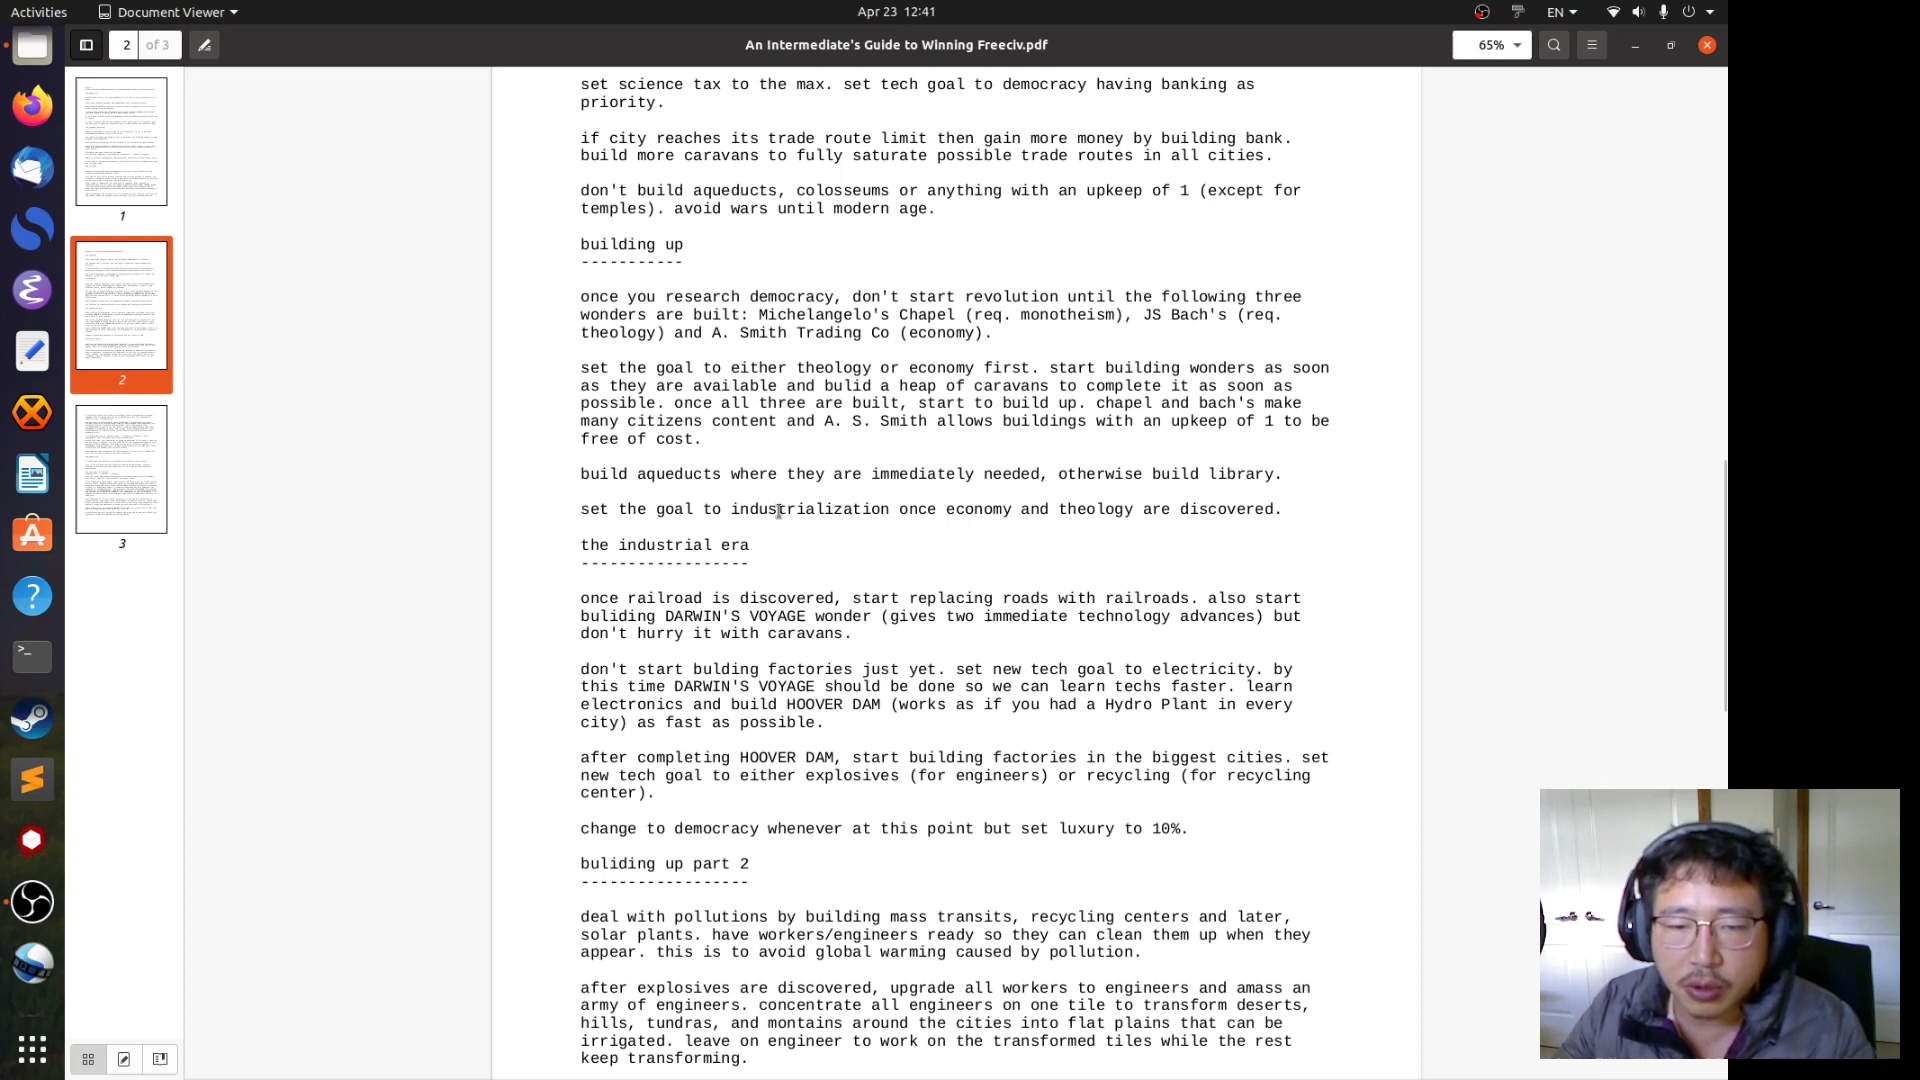 Activities
Document Viewer
Apr 23 12:41
EN
2
of 3
An Intermediate's Guide to Winning Freeciv.pdf
65%
1
2
3
set science tax to the max. set tech goal to democracy having banking as
priority.
if city reaches its trade route limit then gain more money by building bank.
build more caravans to fully saturate possible trade routes in all cities.
don't build aqueducts, colosseums or anything with an upkeep of 1 (except for
temples). avoid wars until modern age.
building up
-----------
once you research democracy, don't start revolution until the following three
wonders are built: Michelangelo's Chapel (req. monotheism), JS Bach's (req.
theology) and A. Smith Trading Co (economy).
set the goal to either theology or economy first. start building wonders as soon
as they are available and bulid a heap of caravans to complete it as soon as
possible. once all three are built, start to build up. chapel and bach's make
many citizens content and A. S. Smith allows buildings with an upkeep of 1 to be
free of cost.
build aqueducts where they are immediately needed, otherwise build library.
set the goal to industrialization once economy and theology are discovered.
the industrial era
------------------
once railroad is discovered, start replacing roads with railroads. also start
buliding DARWIN'S VOYAGE wonder (gives two immediate technology advances) but
don't hurry it with caravans.
don't start bulding factories just yet. set new tech goal to electricity. by
this time DARWIN'S VOYAGE should be done so we can learn techs faster. learn
electronics and build HOOVER DAM (works as if you had a Hydro Plant in every
city) as fast as possible.
after completing HOOVER DAM, start building factories in the biggest cities. set
new tech goal to either explosives (for engineers) or recycling (for recycling
center).
change to democracy whenever at this point but set luxury to 10%.
buliding up part 2
------------------
deal with pollutions by building mass transits, recycling centers and later,
solar plants. have workers/engineers ready so they can clean them up when they
appear. this is to avoid global warming caused by pollution.
after explosives are discovered, upgrade all workers to engineers and amass an
army of engineers. concentrate all engineers on one tile to transform deserts,
hills, tundras, and montains around the cities into flat plains that can be
irrigated. leave on engineer to work on the transformed tiles while the rest
keep transforming.